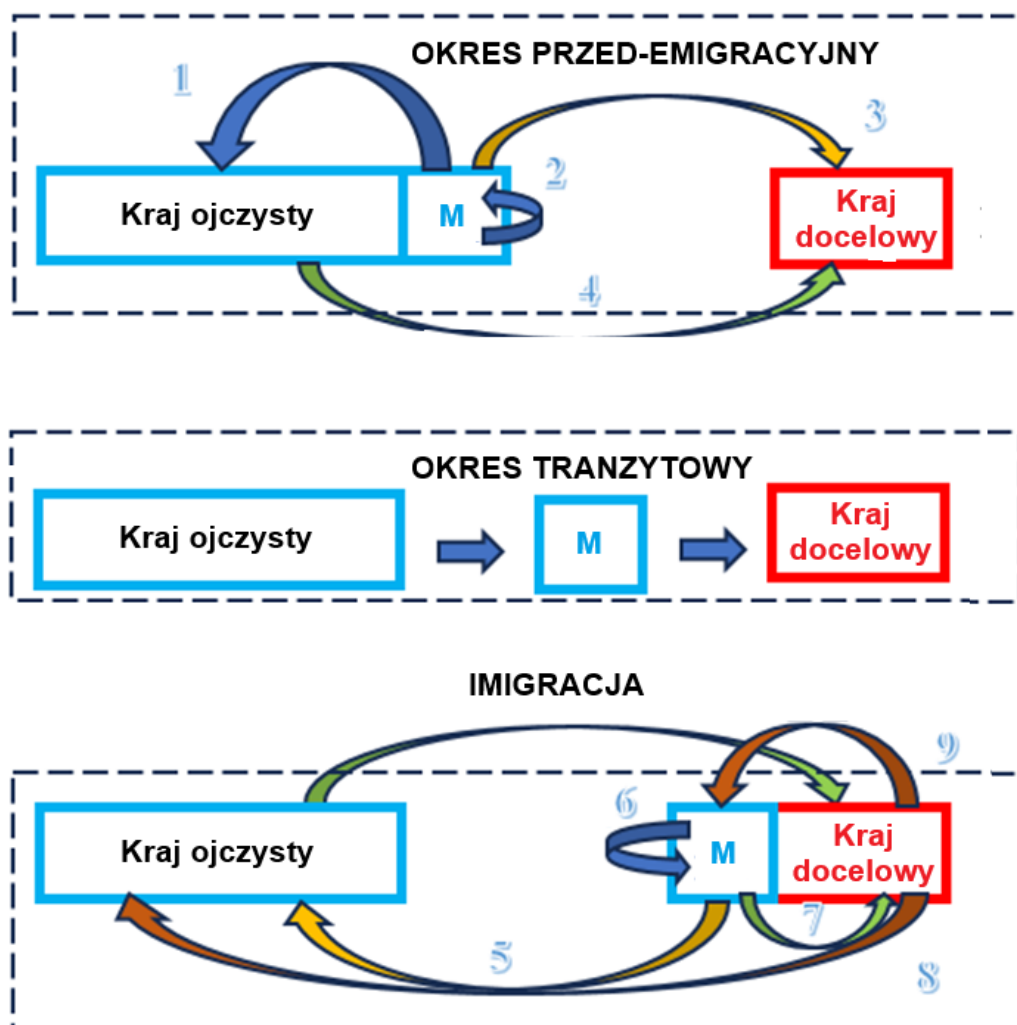 OKRES PRZED-EMIGRACYJNY
1
3
2
Kraj ojczysty
M
Kraj
docelowy
4
OKRES TRANZYTOWY
Kraj ojczysty
M
Kraj
docelowy
IMIGRACJA
9
6
Kraj ojczysty
M
Kraj
docelowy
7
5
8